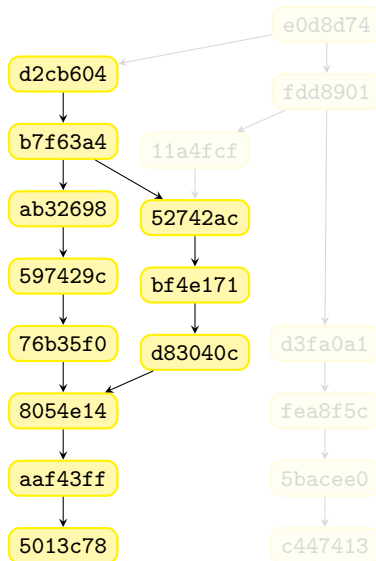 e0d8d74
d2cb604
fdd8901
b7f63a4
11a4fcf
ab32698
52742ac
597429c
bf4e171
76b35f0
d83040c
d3fa0a1
8054e14
fea8f5c
aaf43ff
5bacee0
5013c78
c447413